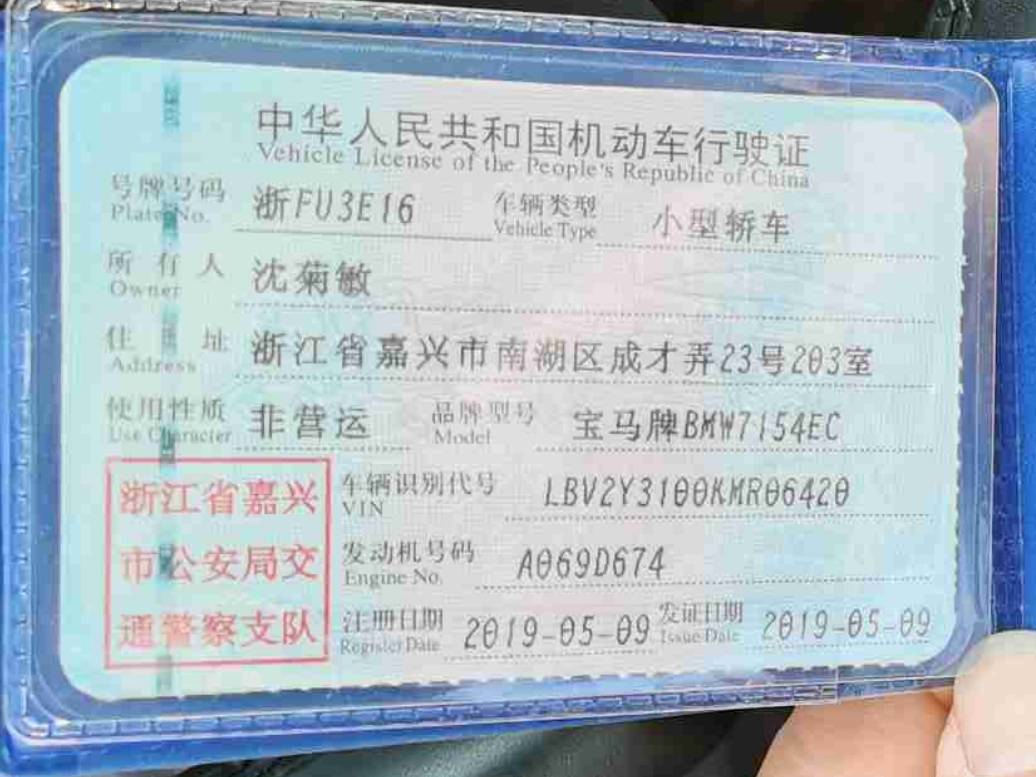 中华人民共和国机动车行驶证
Vehicle License of the People's Republic of China
号牌号码 浙FU3E16 车辆类型 小型轿车
Plate No. Vehicle Type
所有人 沈菊敏
Owner
住址 浙江省嘉兴市南湖区成才弄23号203室
Address
使用性质 非营运 品牌型号 宝马牌BMW7154EC
Use Character Model
浙江省嘉兴
市公安局交
通警察支队
车辆识别代号 LBV2Y3100KMR06420
VIN
发动机号码 A069D674
Engine No.
注册日期 2019-05-09 发证日期 2019-05-09
Register Date Issue Date